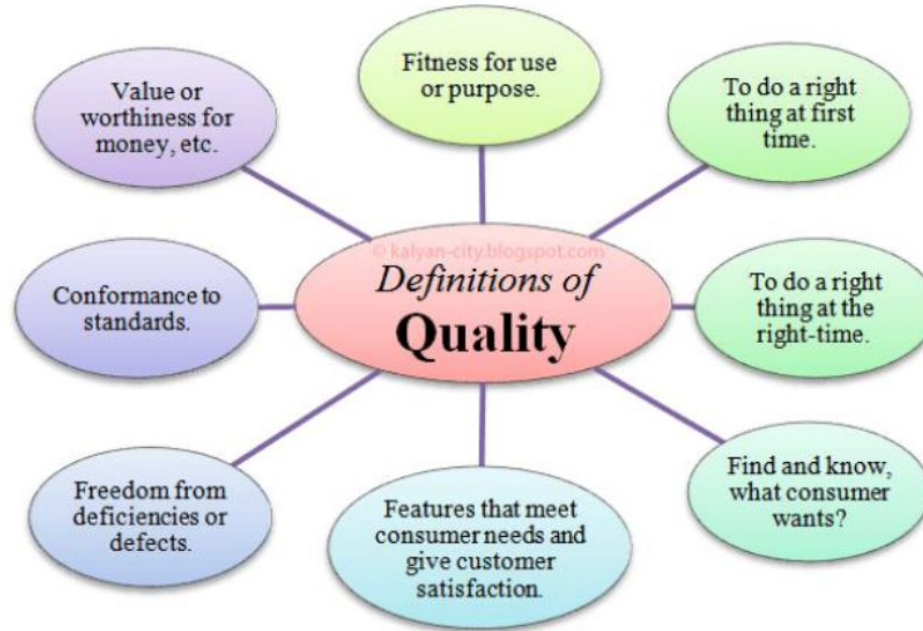 Fitness for use
or purpose.
To do a right
thing at first
time.
To do a right
thing at the
right-time.
Find and know,
what consumer
wants?
Features that meet
consumer needs and
give customer
satisfaction.
Freedom from
deficiencies or
defects.
Conformance to
standards.
Value or
worthiness for
money, etc.
© kalyan-city.blogspot.com
Definitions of
Quality